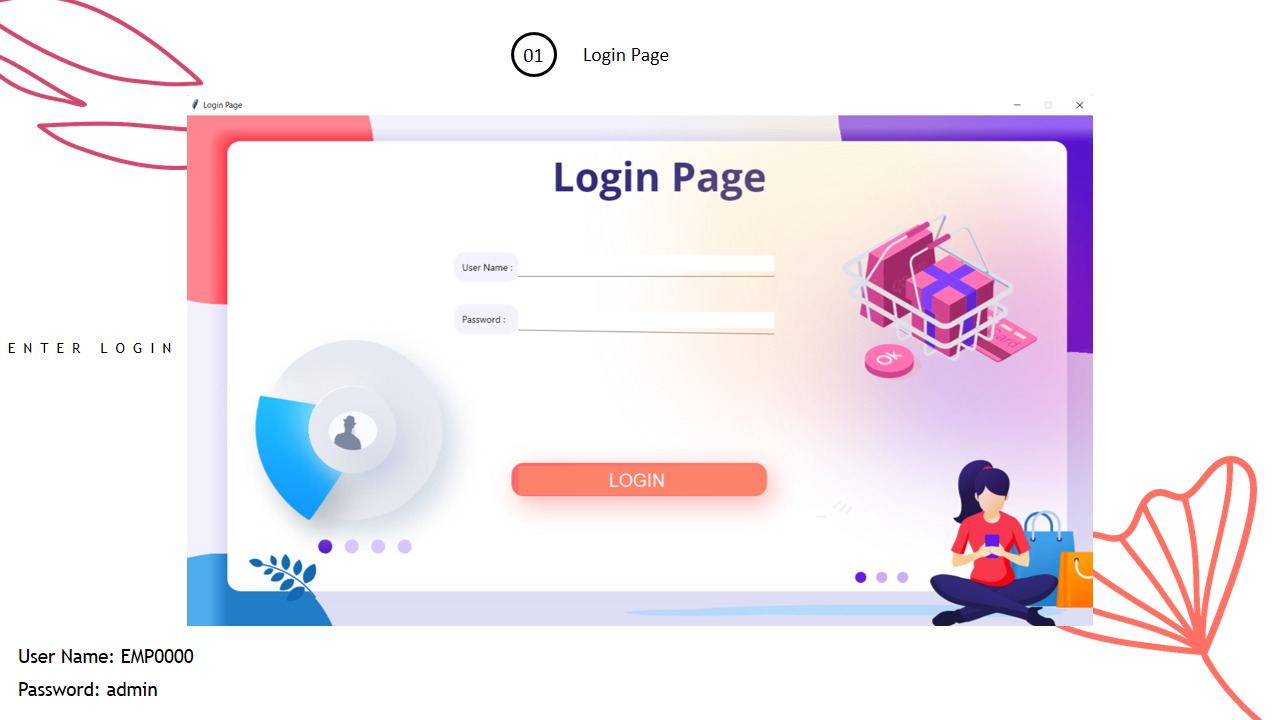 01 Login Page
Login Page
Login Page
User Name :
Password :
OK
Card
ENTER LOGIN
LOGIN
User Name: EMP0000
Password: admin